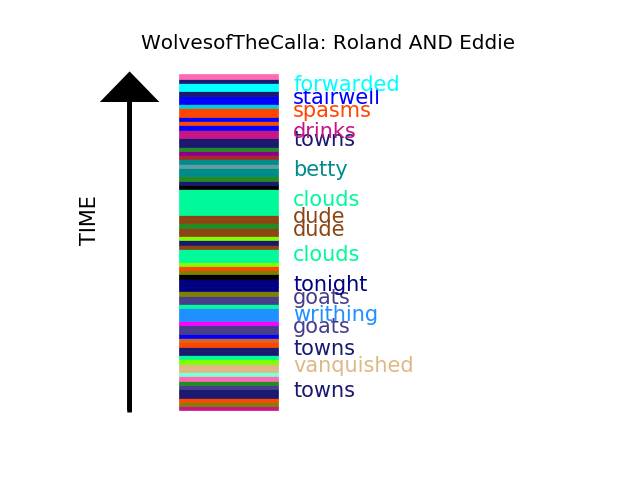 WolvesofTheCalla: Roland AND Eddie
forwarded
stairwell
spasms
drinks
towns
betty
clouds
dude
dude
clouds
tonight
goats
writhing
goats
towns
vanquished
towns
TIME